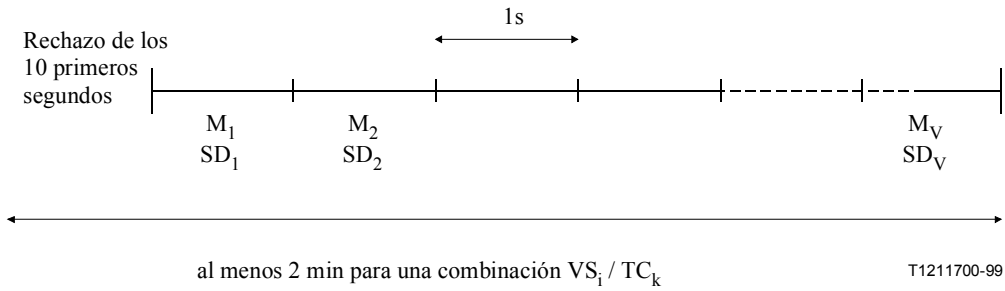 1s
Rechazo de los
10 primeros
segundos
M1 M2 MV
SD1 SD2 SDV
al menos 2 min para una combinación VSi / TCk
T1211700-99